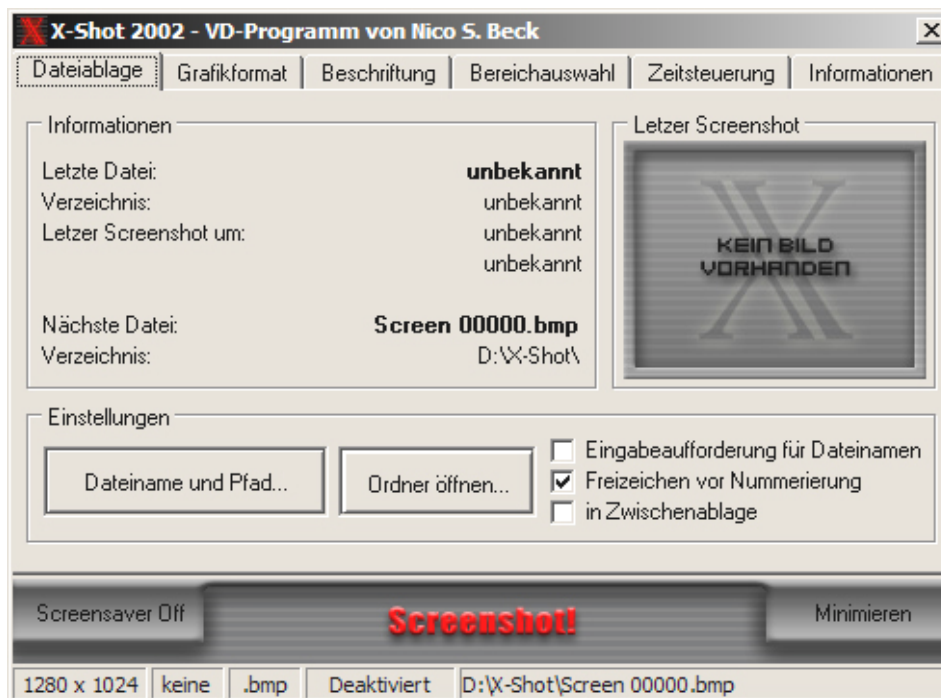 X-Shot 2002 - VD-Programm von Nico S. Beck
Dateiablage Grafikformat Beschriftung Bereichauswahl Zeitsteuerung Informationen
Informationen
Letzte Datei: unbekannt
Verzeichnis: unbekannt
Letzer Screenshot um: unbekannt
unbekannt
Nächste Datei: Screen 00000.bmp
Verzeichnis: D:\X-Shot\
Letzer Screenshot
KEIN BILD
VORHANDEN
Einstellungen
Dateiname und Pfad...
Ordner öffnen...
Eingabeaufforderung für Dateinamen
Freizeichen vor Nummerierung
in Zwischenablage
Screensaver Off
Screenshot!
Minimieren
1280 x 1024 keine .bmp Deaktiviert D:\X-Shot\Screen 00000.bmp